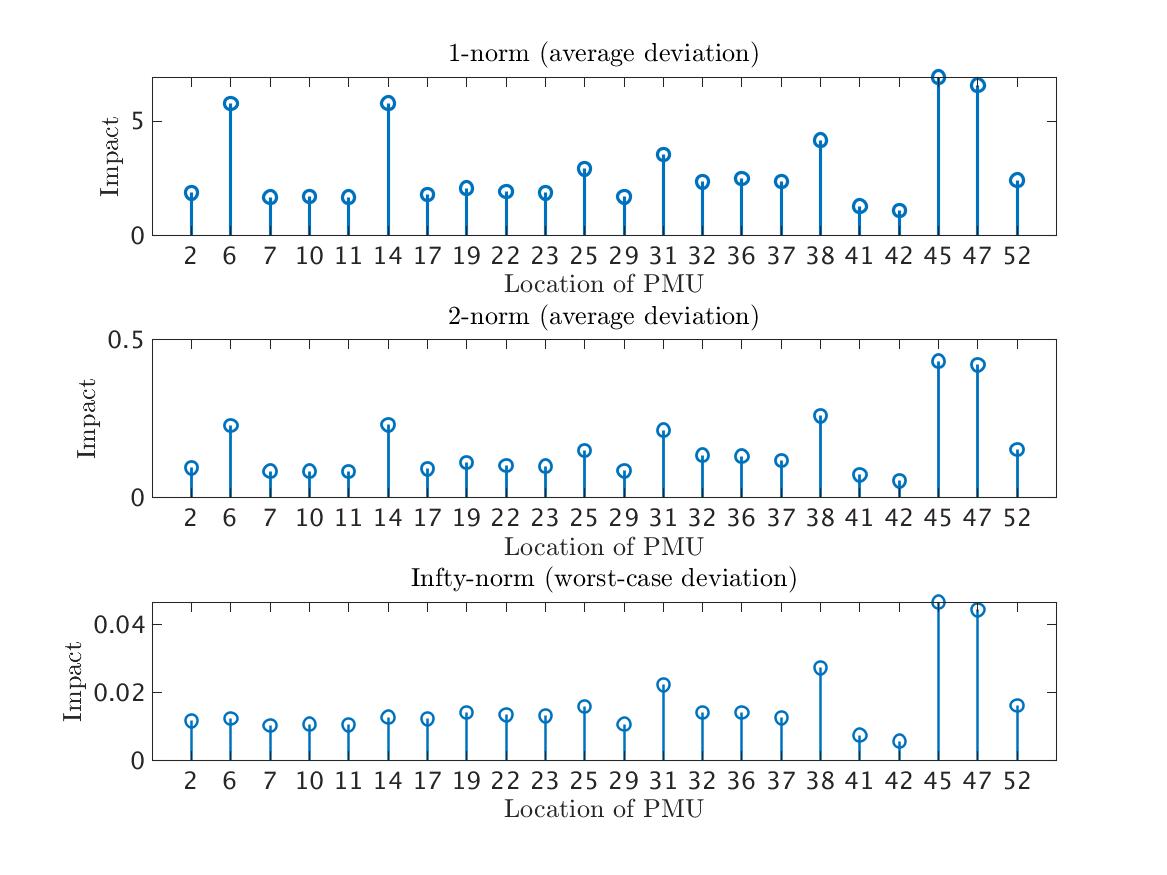 1-norm (average deviation)
Impact
5
0
2 6 7 10 11 14 17 19 22 23 25 29 31 32 36 37 38 41 42 45 47 52
Location of PMU
2-norm (average deviation)
Impact
0.5
0
2 6 7 10 11 14 17 19 22 23 25 29 31 32 36 37 38 41 42 45 47 52
Location of PMU
Infty-norm (worst-case deviation)
Impact
0.04
0.02
0
2 6 7 10 11 14 17 19 22 23 25 29 31 32 36 37 38 41 42 45 47 52
Location of PMU